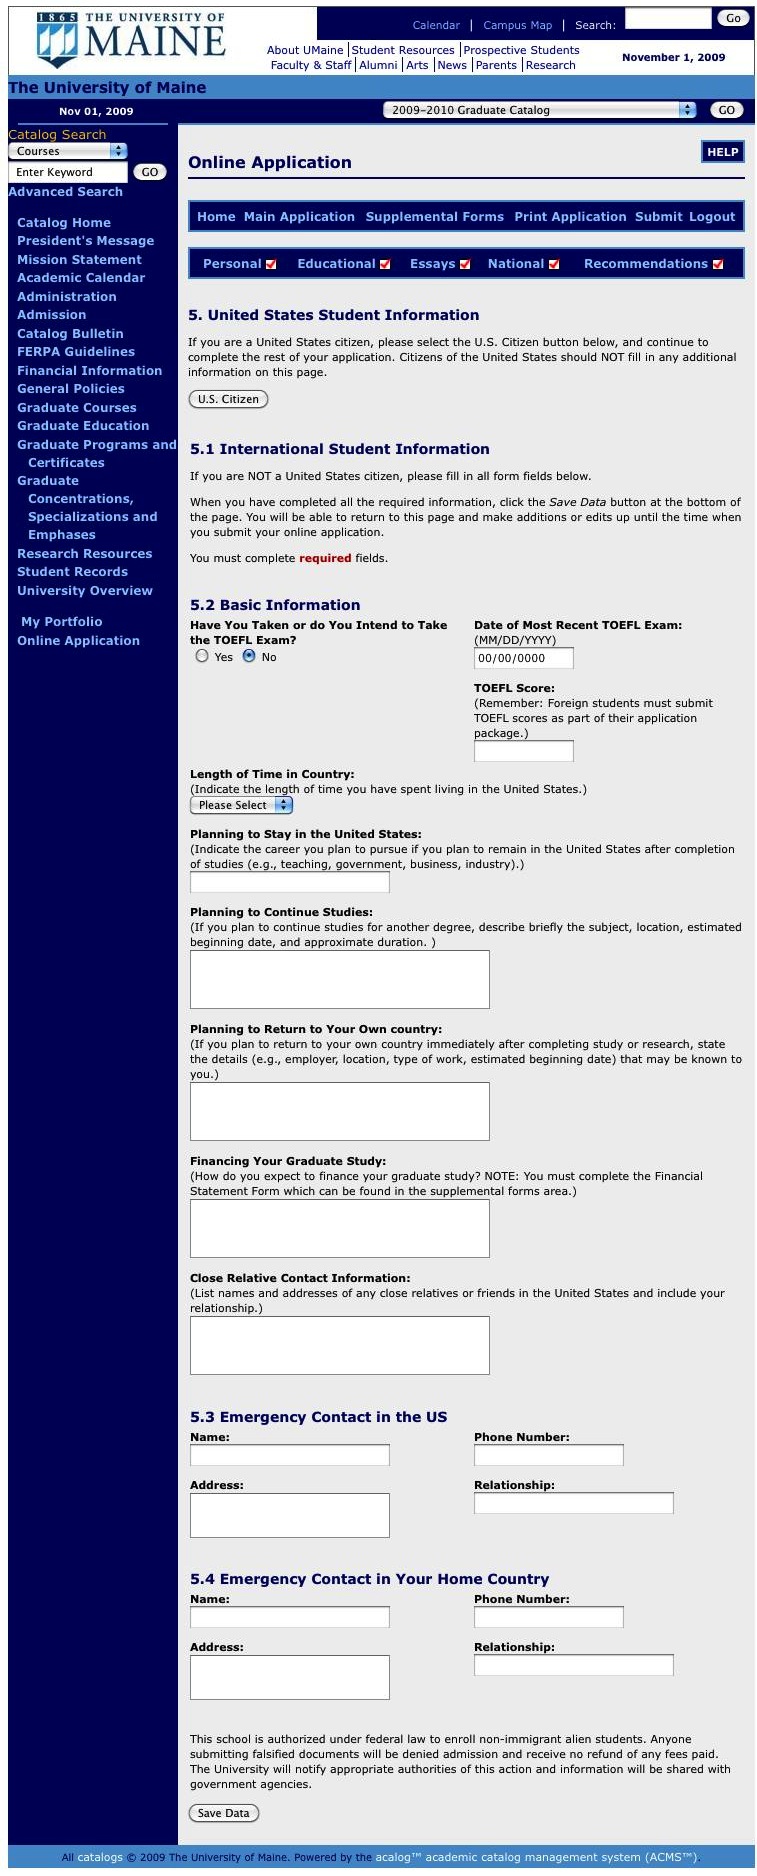 1865 THE UNIVERSITY OF
MAINE
Calendar | Campus Map | Search: Go
About UMaine | Student Resources | Prospective Students
Faculty & Staff | Alumni | Arts | News | Parents | Research
November 1, 2009
The University of Maine
Nov 01, 2009
2009-2010 Graduate Catalog GO
Catalog Search
Courses
Enter Keyword GO
Advanced Search
Catalog Home
President's Message
Mission Statement
Academic Calendar
Administration
Admission
Catalog Bulletin
FERPA Guidelines
Financial Information
General Policies
Graduate Courses
Graduate Education
Graduate Programs and
Certificates
Graduate
Concentrations,
Specializations and
Emphases
Research Resources
Student Records
University Overview
My Portfolio
Online Application
Online Application
HELP
Home Main Application Supplemental Forms Print Application Submit Logout
Personal Educational Essays National Recommendations
5. United States Student Information
If you are a United States citizen, please select the U.S. Citizen button below, and continue to
complete the rest of your application. Citizens of the United States should NOT fill in any additional
information on this page.
U.S. Citizen
5.1 International Student Information
If you are NOT a United States citizen, please fill in all form fields below.
When you have completed all the required information, click the Save Data button at the bottom of
the page. You will be able to return to this page and make additions or edits up until the time when
you submit your online application.
You must complete required fields.
5.2 Basic Information
Have You Taken or do You Intend to Take
the TOEFL Exam?
Yes No
Date of Most Recent TOEFL Exam:
(MM/DD/YYYY)
00/00/0000
TOEFL Score:
(Remember: Foreign students must submit
TOEFL scores as part of their application
package.)
Length of Time in Country:
(Indicate the length of time you have spent living in the United States.)
Please Select
Planning to Stay in the United States:
(Indicate the career you plan to pursue if you plan to remain in the United States after completion
of studies (e.g., teaching, government, business, industry).)
Planning to Continue Studies:
(If you plan to continue studies for another degree, describe briefly the subject, location, estimated
beginning date, and approximate duration. )
Planning to Return to Your Own country:
(If you plan to return to your own country immediately after completing study or research, state
the details (e.g., employer, location, type of work, estimated beginning date) that may be known to
you.)
Financing Your Graduate Study:
(How do you expect to finance your graduate study? NOTE: You must complete the Financial
Statement Form which can be found in the supplemental forms area.)
Close Relative Contact Information:
(List names and addresses of any close relatives or friends in the United States and include your
relationship.)
5.3 Emergency Contact in the US
Name: Phone Number:
Address: Relationship:
5.4 Emergency Contact in Your Home Country
Name: Phone Number:
Address: Relationship:
This school is authorized under federal law to enroll non-immigrant alien students. Anyone
submitting falsified documents will be denied admission and receive no refund of any fees paid.
The University will notify appropriate authorities of this action and information will be shared with
government agencies.
Save Data
All catalogs © 2009 The University of Maine. Powered by the acalog™ academic catalog management system (ACMS™).